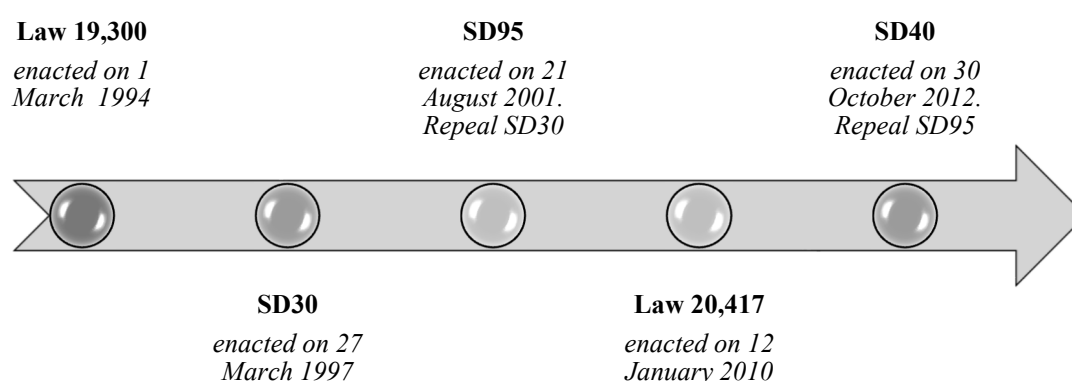 Law 19,300
enacted on 1
March 1994
SD95
enacted on 21
August 2001.
Repeal SD30
SD40
enacted on 30
October 2012.
Repeal SD95
SD30
enacted on 27
March 1997
Law 20,417
enacted on 12
January 2010